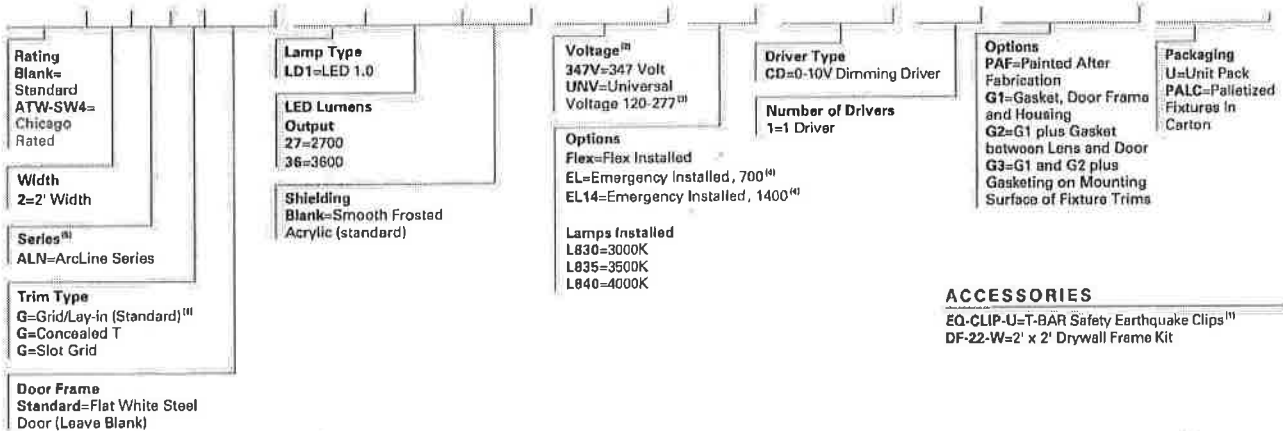 Rating
Blank=
Standard
ATW-SW4=
Chicago
Rated
Width
2=2' Width
Series[5]
ALN=ArcLine Series
Trim Type
G=Grid/Lay-in (Standard)[1]
G=Concealed T
G=Slot Grid
Door Frame
Standard=Flat White Steel
Door (Leave Blank)
Lamp Type
LD1=LED 1.0
LED Lumens
Output
27=2700
36=3600
Shielding
Blank=Smooth Frosted
Acrylic (standard)
Voltage[2]
347V=347 Volt
UNV=Universal
Voltage 120-277[3]
Options
Flex=Flex Installed
EL=Emergency Installed, 700[4]
EL14=Emergency Installed, 1400[4]
Lamps Installed
L830=3000K
L835=3500K
L840=4000K
Driver Type
CD=0-10V Dimming Driver
Number of Drivers
1=1 Driver
Options
PAF=Painted After
Fabrication
G1=Gasket, Door Frame
and Housing
G2=G1 plus Gasket
between Lens and Door
G3=G1 and G2 plus
Gasketing on Mounting
Surface of Fixture Trims
Packaging
U=Unit Pack
PALC=Palletized
Fixtures In
Carton
ACCESSORIES
EQ-CLIP-U=T-BAR Safety Earthquake Clips[1]
DF-22-W=2' x 2' Drywall Frame Kit